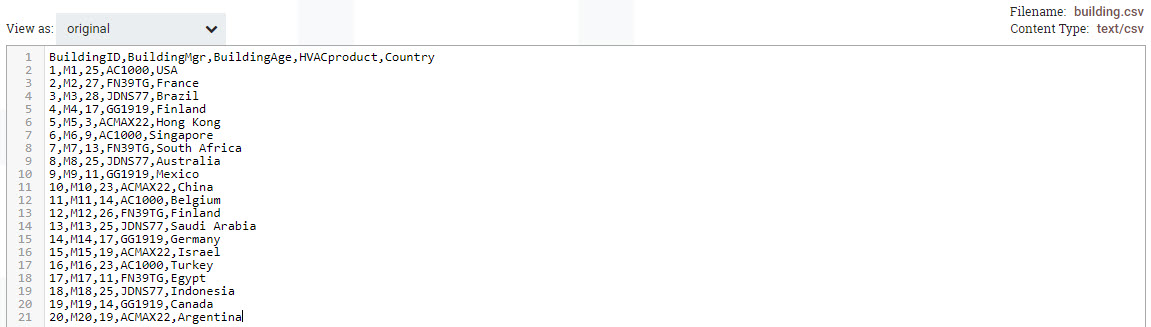 Filename: building.csv
View as: original
Content Type: text/csv
1 BuildingID,BuildingMgr,BuildingAge,HVACproduct,Country
2 1,M1,25,AC1000,USA
3 2,M2,27,FN39TG,France
4 3,M3,28,JDNS77,Brazil
5 4,M4,17,GG1919,Finland
6 5,M5,3,ACMAX22,Hong Kong
7 6,M6,9,AC1000,Singapore
8 7,M7,13,FN39TG,South Africa
9 8,M8,25,JDNS77,Australia
10 9,M9,11,GG1919,Mexico
11 10,M10,23,ACMAX22,China
12 11,M11,14,AC1000,Belgium
13 12,M12,26,FN39TG,Finland
14 13,M13,25,JDNS77,Saudi Arabia
15 14,M14,17,GG1919,Germany
16 15,M15,19,ACMAX22,Israel
17 16,M16,23,AC1000,Turkey
18 17,M17,11,FN39TG,Egypt
19 18,M18,25,JDNS77,Indonesia
20 19,M19,14,GG1919,Canada
21 20,M20,19,ACMAX22,Argentina